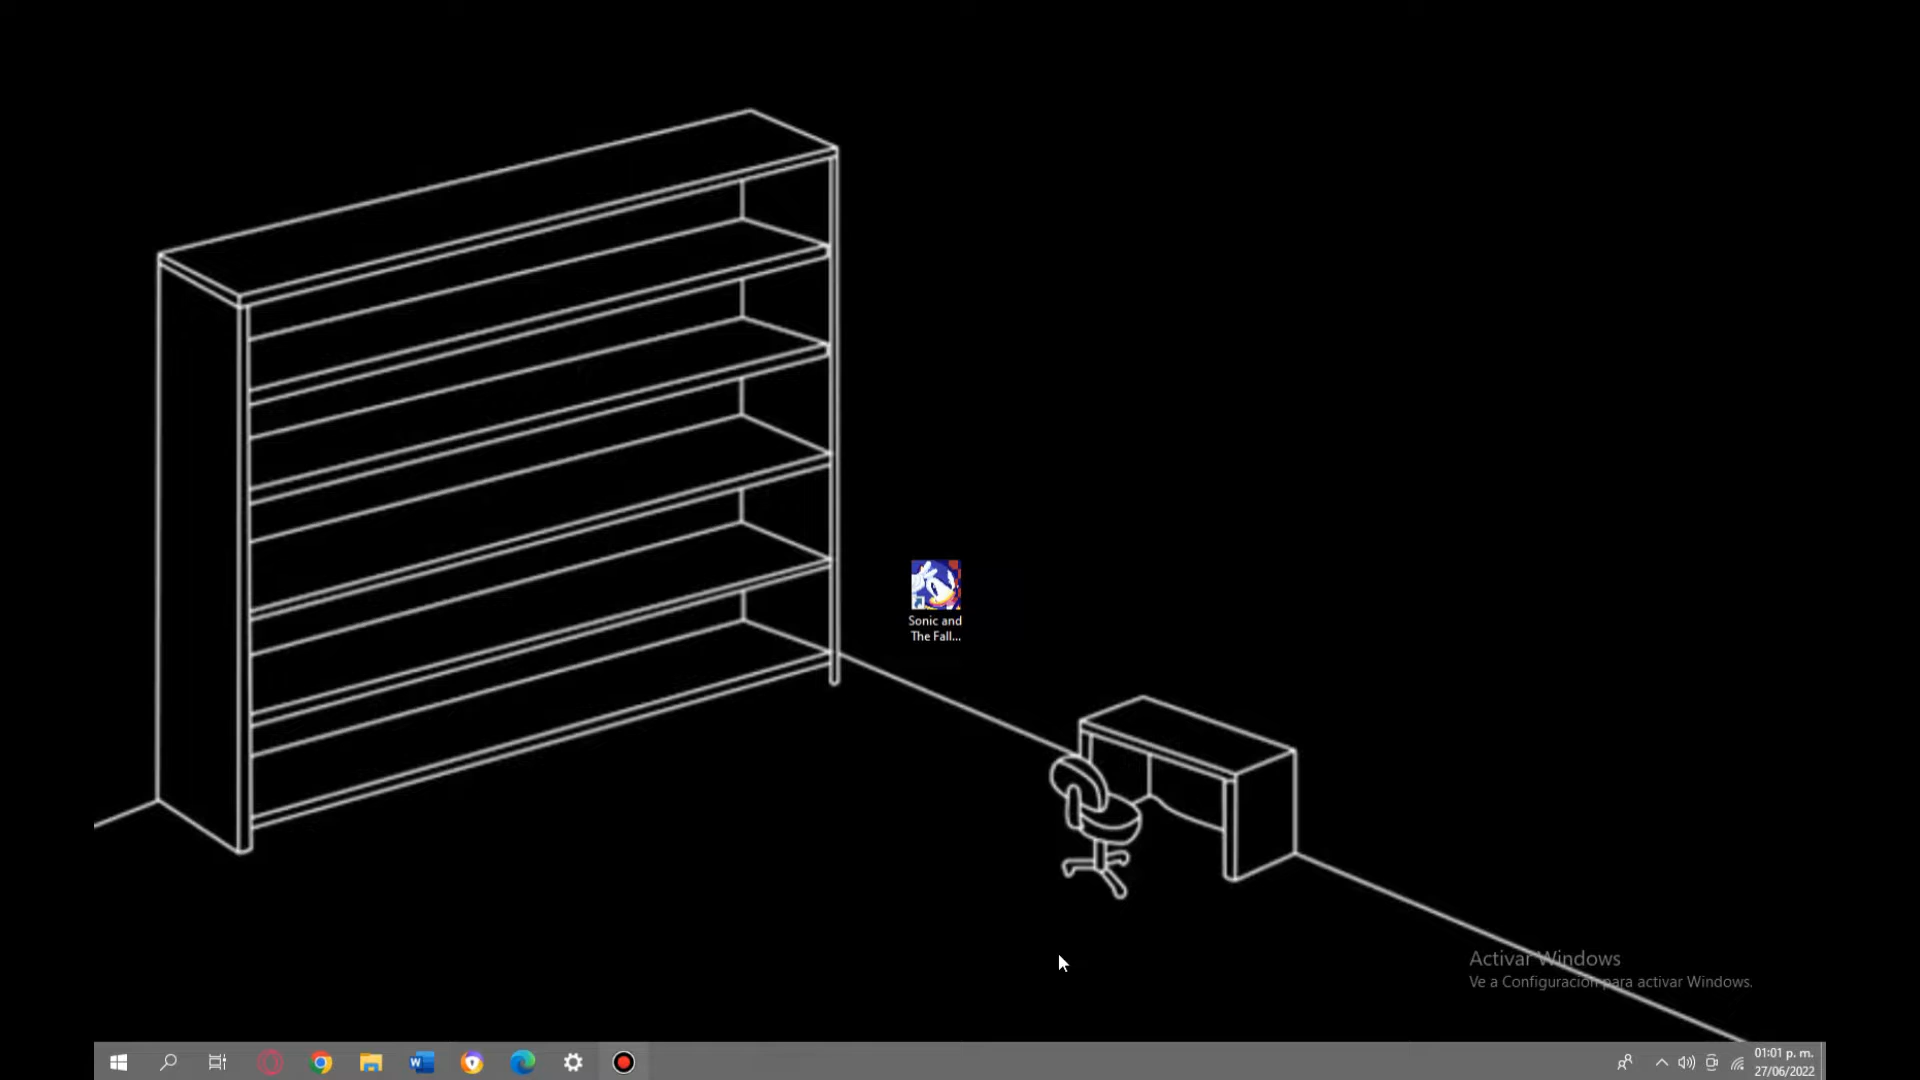 Sonic and
The Fall...
Activar Windows
Ve a Configuración para activar Windows.
W
01:01 p. m.
27/06/2022